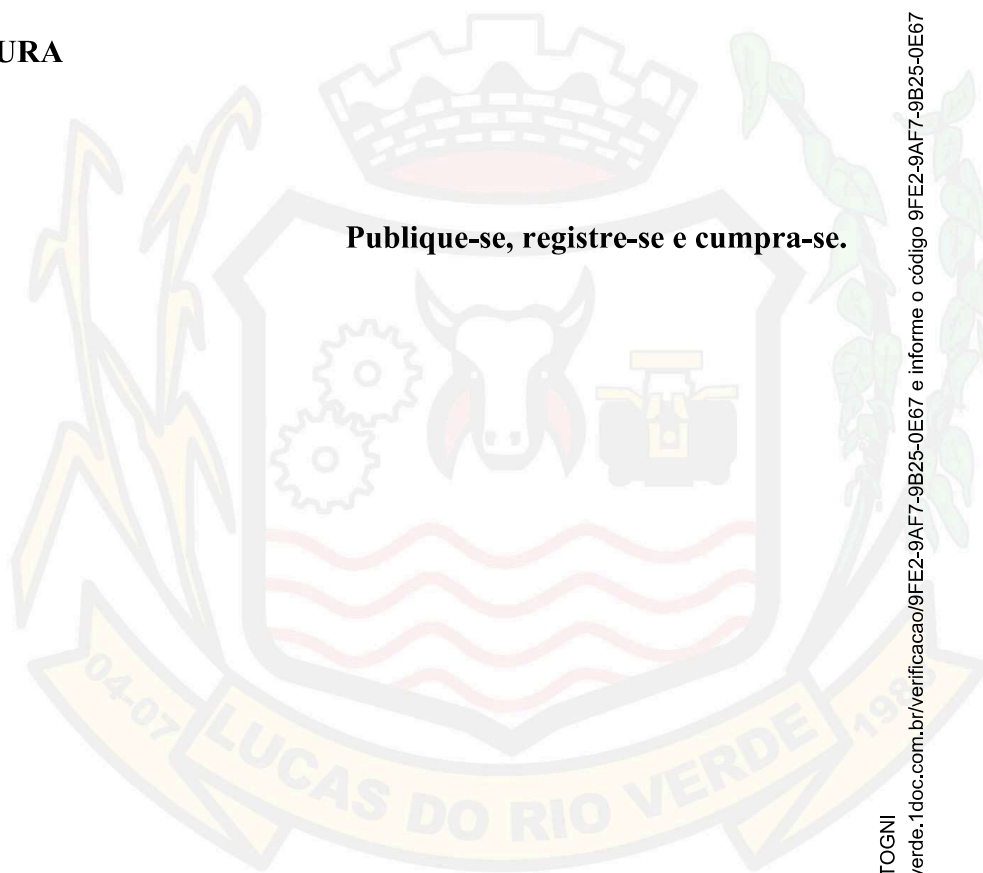 URA
Publique-se, registre-se e cumpra-se.
04-07 LUCAS DO RIO VERDE 1988
TOGNI
verde.1doc.com.br/verificacao/9FE2-9AF7-9B25-0E67 e informe o código 9FE2-9AF7-9B25-0E67